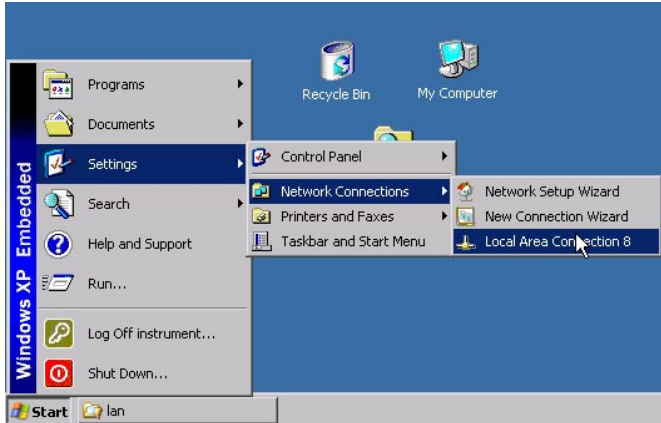 Recycle Bin
My Computer
Windows XP Embedded
Programs
Documents
Settings
Search
Help and Support
Run...
Log Off instrument...
Shut Down...
Control Panel
Network Connections
Printers and Faxes
Taskbar and Start Menu
Network Setup Wizard
New Connection Wizard
Local Area Connection 8
Start
lan